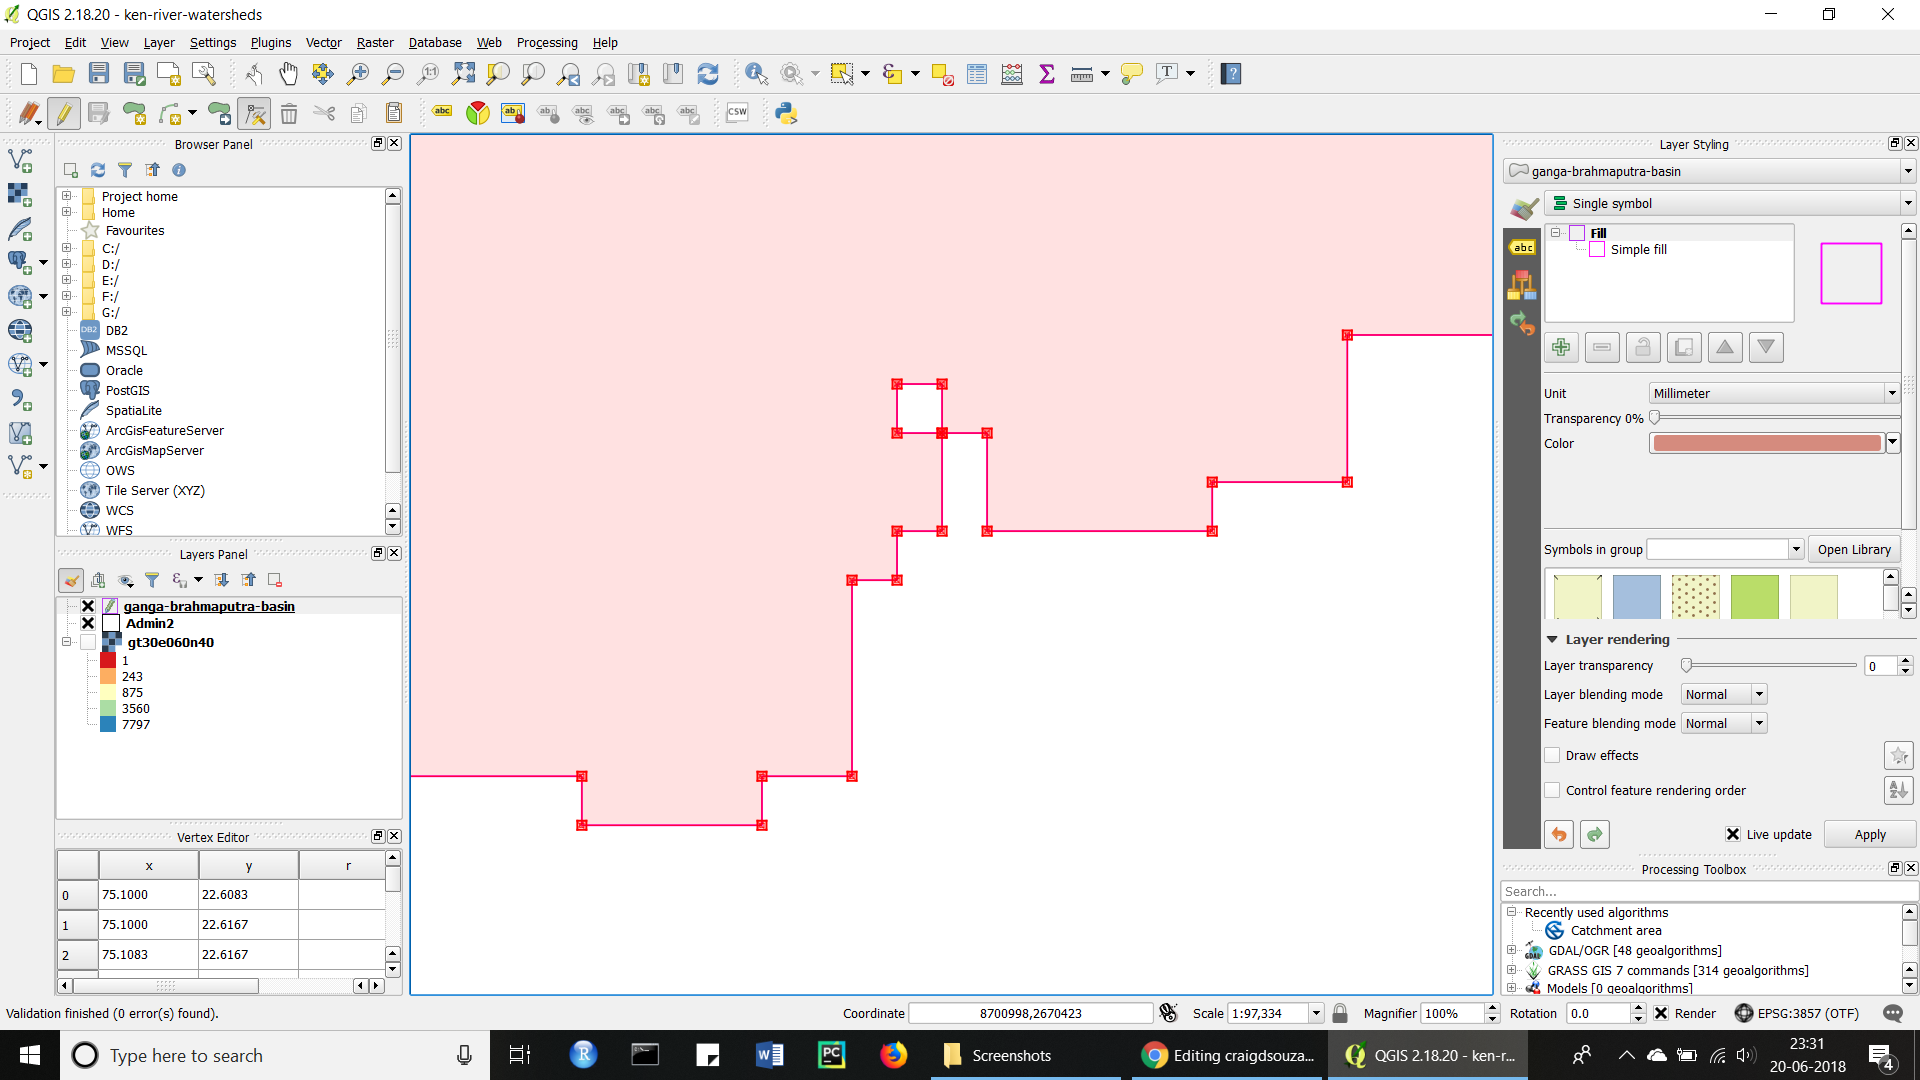 QGIS 2.18.20 - ken-river-watersheds
Project Edit View Layer Settings Plugins Vector Raster Database Web Processing Help
Browser Panel
Project home
Home
Favourites
C:/
D:/
E:/
F:/
G:/
DB2
MSSQL
Oracle
PostGIS
SpatiaLite
ArcGisFeatureServer
ArcGisMapServer
OWS
Tile Server (XYZ)
WCS
WFS
Layers Panel
ganga-brahmaputra-basin
Admin2
gt30e060n40
1
243
875
3560
7797
Vertex Editor
x y r
0 75.1000 22.6083
1 75.1000 22.6167
2 75.1083 22.6167
Layer Styling
ganga-brahmaputra-basin
Single symbol
Fill
Simple fill
Unit Millimeter
Transparency 0%
Color
Symbols in group Open Library
Layer rendering
Layer transparency 0
Layer blending mode Normal
Feature blending mode Normal
Draw effects
Control feature rendering order
Live update Apply
Processing Toolbox
Search...
Recently used algorithms
Catchment area
GDAL/OGR [48 geoalgorithms]
GRASS GIS 7 commands [314 geoalgorithms]
Models [0 geoalgorithms]
Validation finished (0 error(s) found).
Coordinate 8700998,2670423 Scale 1:97,334 Magnifier 100% Rotation 0.0 Render EPSG:3857 (OTF)
Type here to search
Screenshots
Editing craigdsouza...
QGIS 2.18.20 - ken-r...
23:31
20-06-2018
4